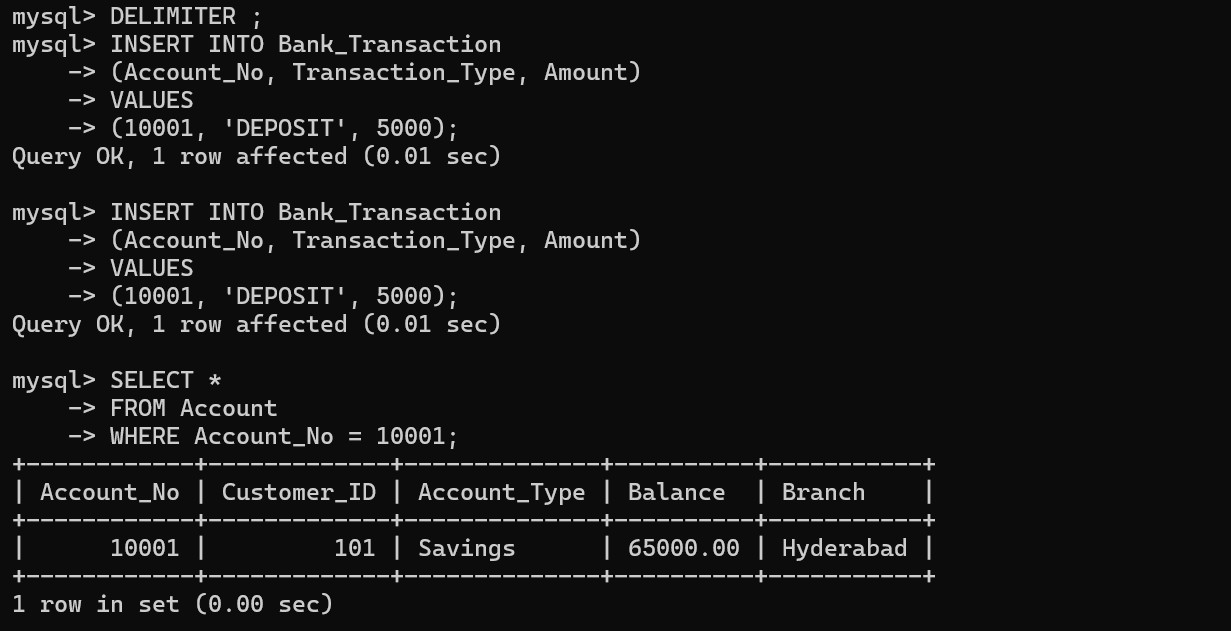 mysql> DELIMITER ;
mysql> INSERT INTO Bank_Transaction
    -> (Account_No, Transaction_Type, Amount)
    -> VALUES
    -> (10001, 'DEPOSIT', 5000);
Query OK, 1 row affected (0.01 sec)

mysql> INSERT INTO Bank_Transaction
    -> (Account_No, Transaction_Type, Amount)
    -> VALUES
    -> (10001, 'DEPOSIT', 5000);
Query OK, 1 row affected (0.01 sec)

mysql> SELECT *
    -> FROM Account
    -> WHERE Account_No = 10001;
+------------+-------------+--------------+----------+-----------+
| Account_No | Customer_ID | Account_Type | Balance  | Branch    |
+------------+-------------+--------------+----------+-----------+
|      10001 |         101 | Savings      | 65000.00 | Hyderabad |
+------------+-------------+--------------+----------+-----------+
1 row in set (0.00 sec)